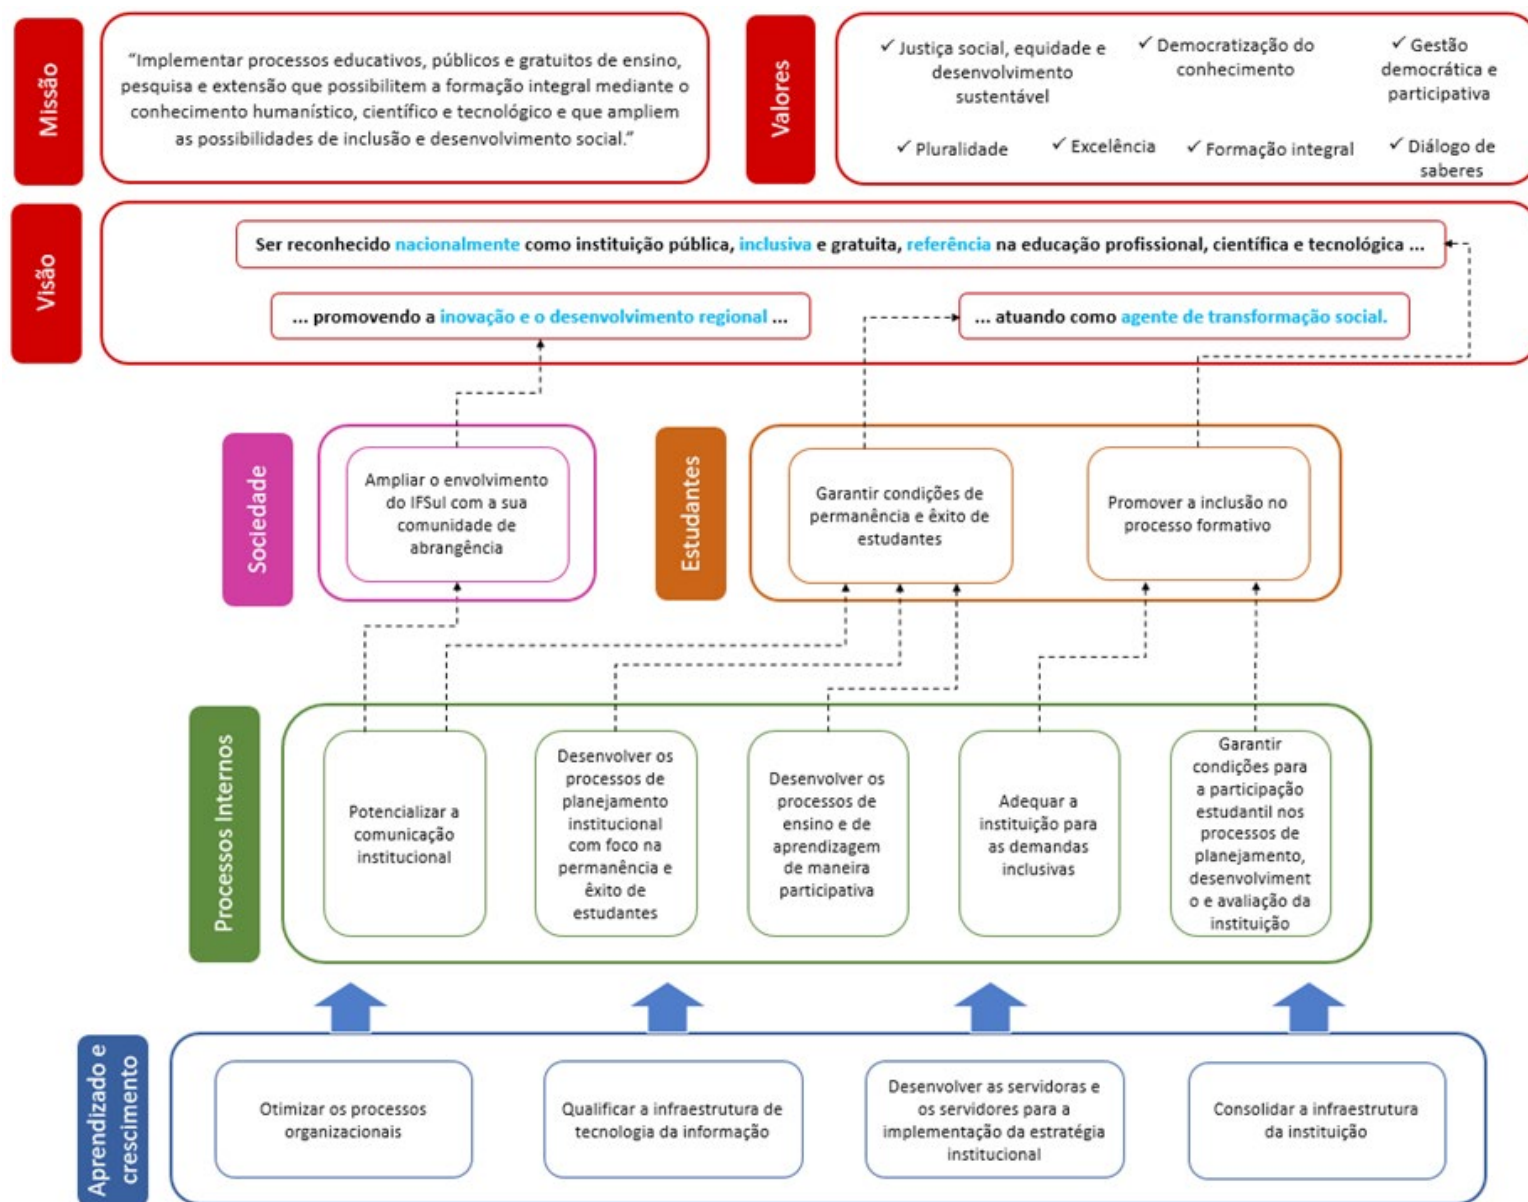 Missão
“Implementar processos educativos, públicos e gratuitos de ensino,
pesquisa e extensão que possibilitem a formação integral mediante o
conhecimento humanístico, científico e tecnológico e que ampliem
as possibilidades de inclusão e desenvolvimento social.”
Valores
✓ Justiça social, equidade e
desenvolvimento
sustentável
✓ Democratização do
conhecimento
✓ Gestão
democrática e
participativa
✓ Pluralidade
✓ Excelência
✓ Formação integral
✓ Diálogo de
saberes
Visão
Ser reconhecido nacionalmente como instituição pública, inclusiva e gratuita, referência na educação profissional, científica e tecnológica ...
... promovendo a inovação e o desenvolvimento regional ...
... atuando como agente de transformação social.
Sociedade
Ampliar o envolvimento
do IFSul com a sua
comunidade de
abrangência
Estudantes
Garantir condições de
permanência e êxito de
estudantes
Promover a inclusão no
processo formativo
Processos Internos
Potencializar a
comunicação
institucional
Desenvolver os
processos de
planejamento
institucional
com foco na
permanência e
êxito de
estudantes
Desenvolver os
processos de
ensino e de
aprendizagem
de maneira
participativa
Adequar a
instituição para
as demandas
inclusivas
Garantir
condições para
a participação
estudantil nos
processos de
planejamento,
desenvolviment
o e avaliação da
instituição
Aprendizado e
crescimento
Otimizar os processos
organizacionais
Qualificar a infraestrutura de
tecnologia da informação
Desenvolver as servidoras e
os servidores para a
implementação da estratégia
institucional
Consolidar a infraestrutura
da instituição